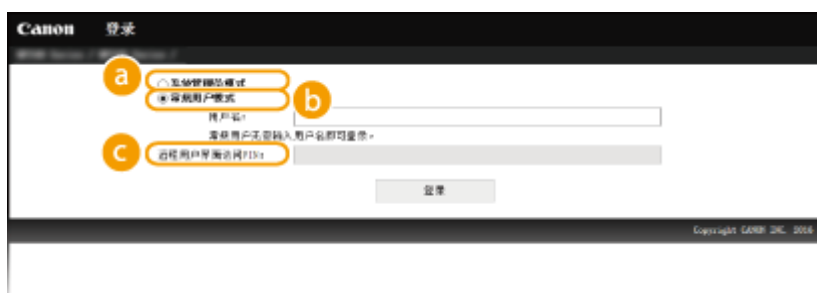 Canon 登录
a
系统管理员模式
常规用户模式
b
用户名:
常规用户无需输入用户名即可登录。
c
远程用户界面访问PIN:
登录
Copyright CANON INC. 2016